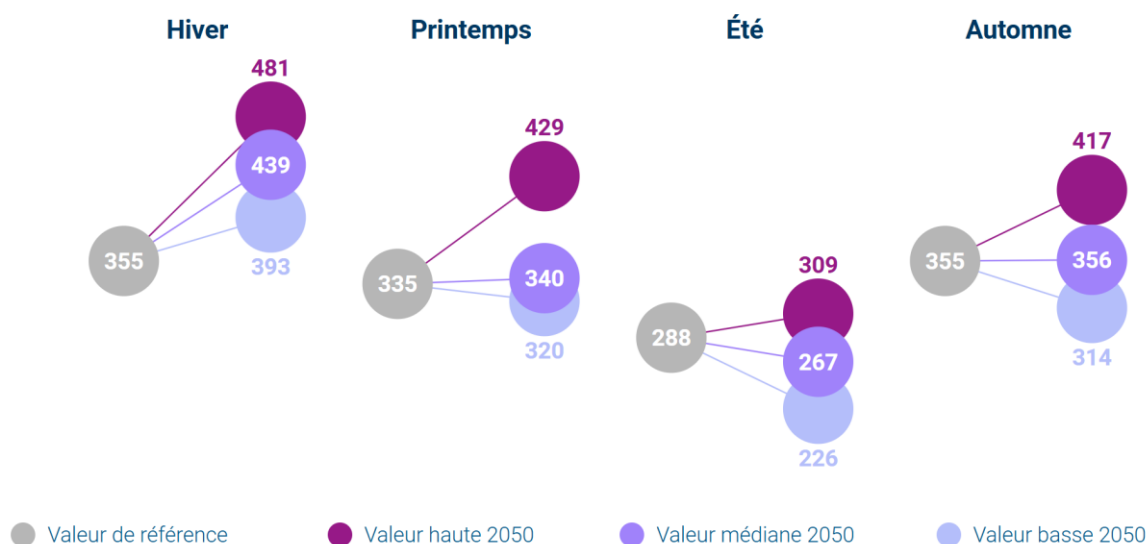 Hiver
481
439
355
393
Printemps
429
335
340
320
Été
309
288
267
226
Automne
417
355
356
314
Valeur de référence
Valeur haute 2050
Valeur médiane 2050
Valeur basse 2050